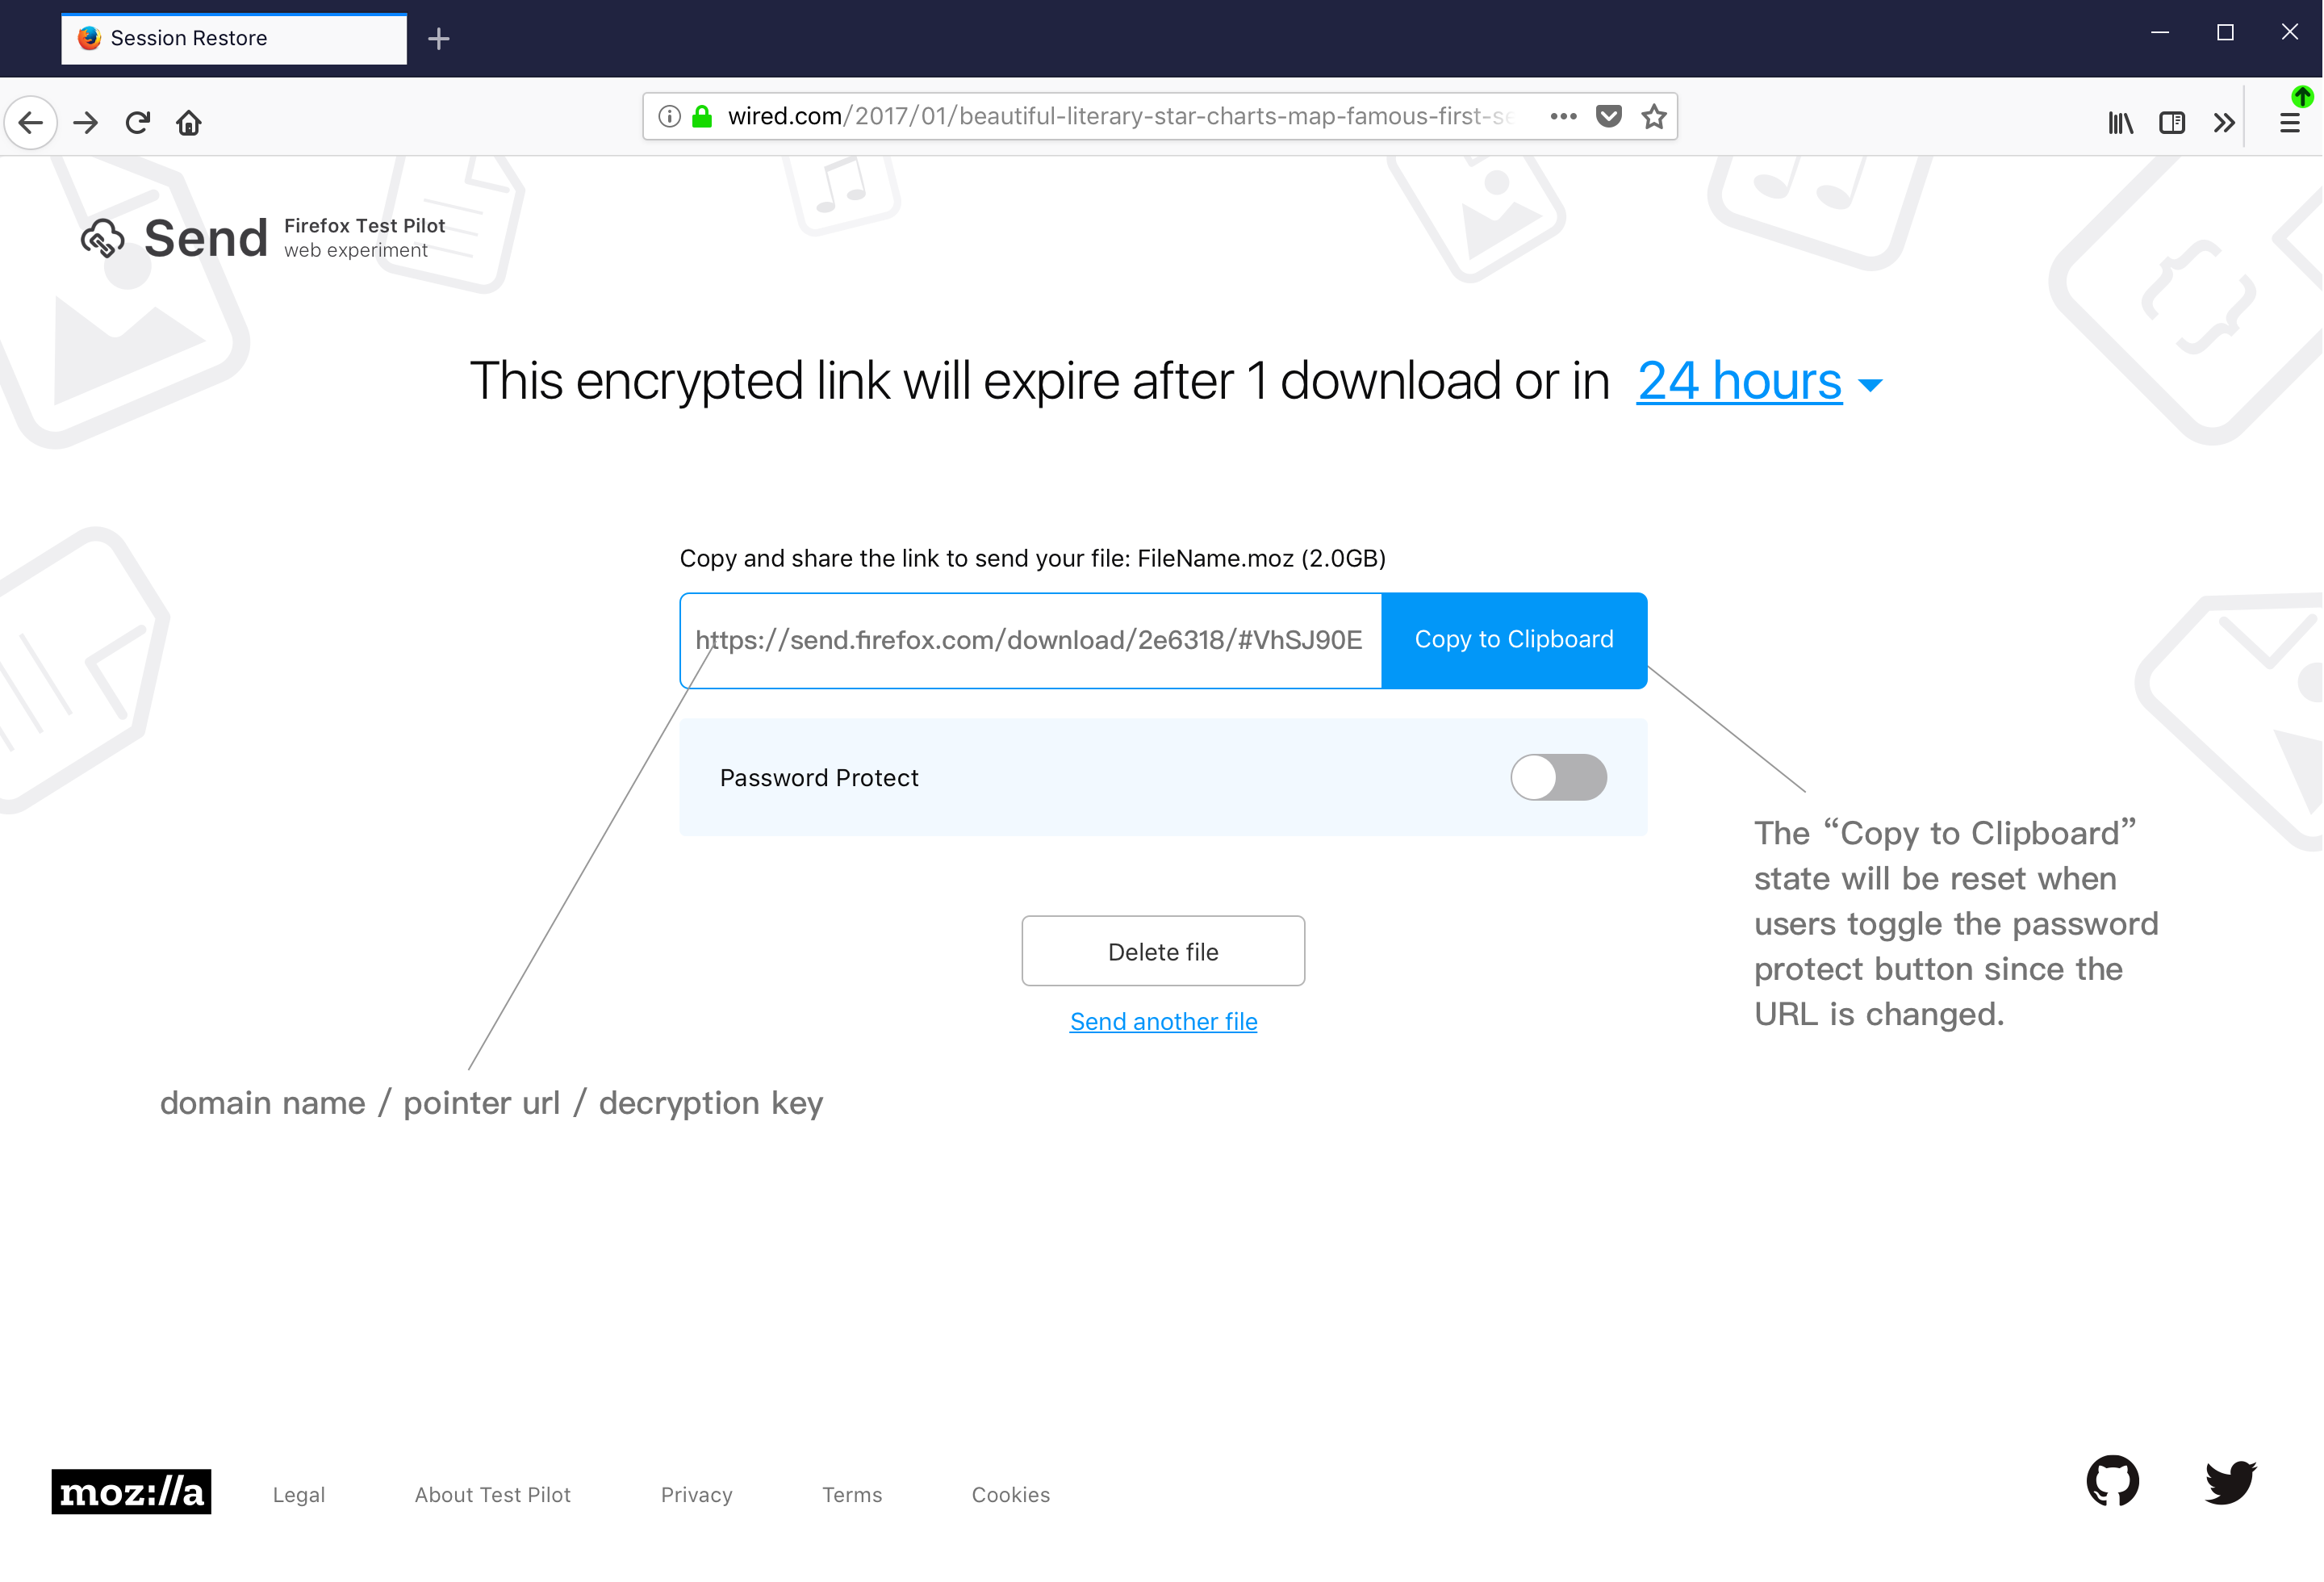 Session Restore
wired.com/2017/01/beautiful-literary-star-charts-map-famous-first-se
Send
Firefox Test Pilot
web experiment
This encrypted link will expire after 1 download or in 24 hours
Copy and share the link to send your file: FileName.moz (2.0GB)
https://send.firefox.com/download/2e6318/#VhSJ90E
Copy to Clipboard
Password Protect
The “Copy to Clipboard”
state will be reset when
users toggle the password
protect button since the
URL is changed.
Delete file
Send another file
domain name / pointer url / decryption key
moz://a
Legal
About Test Pilot
Privacy
Terms
Cookies